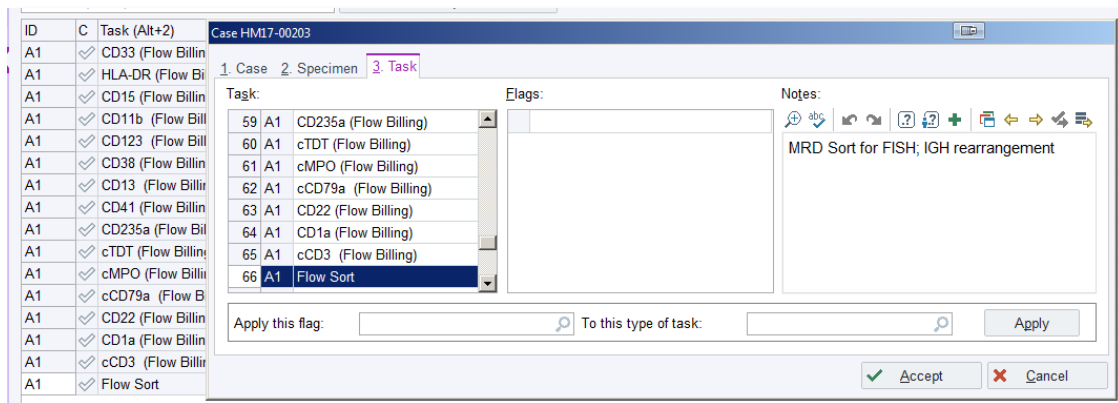 ID C Task (Alt+2)
A1 CD33 (Flow Billin
A1 HLA-DR (Flow Bi
A1 CD15 (Flow Billin
A1 CD11b (Flow Bill
A1 CD123 (Flow Bill
A1 CD38 (Flow Billin
A1 CD13 (Flow Billin
A1 CD41 (Flow Billin
A1 CD235a (Flow Bil
A1 cTDT (Flow Billing
A1 cMPO (Flow Billi
A1 cCD79a (Flow B
A1 CD22 (Flow Billin
A1 CD1a (Flow Billin
A1 cCD3 (Flow Billin
A1 Flow Sort
Case HM17-00203
1. Case 2. Specimen 3. Task
Task: Flags: Notes:
59 A1 CD235a (Flow Billing)
60 A1 cTDT (Flow Billing)
61 A1 cMPO (Flow Billing)
62 A1 cCD79a (Flow Billing)
63 A1 CD22 (Flow Billing)
64 A1 CD1a (Flow Billing)
65 A1 cCD3 (Flow Billing)
66 A1 Flow Sort
abc
MRD Sort for FISH; IGH rearrangement
Apply this flag: To this type of task: Apply
Accept Cancel